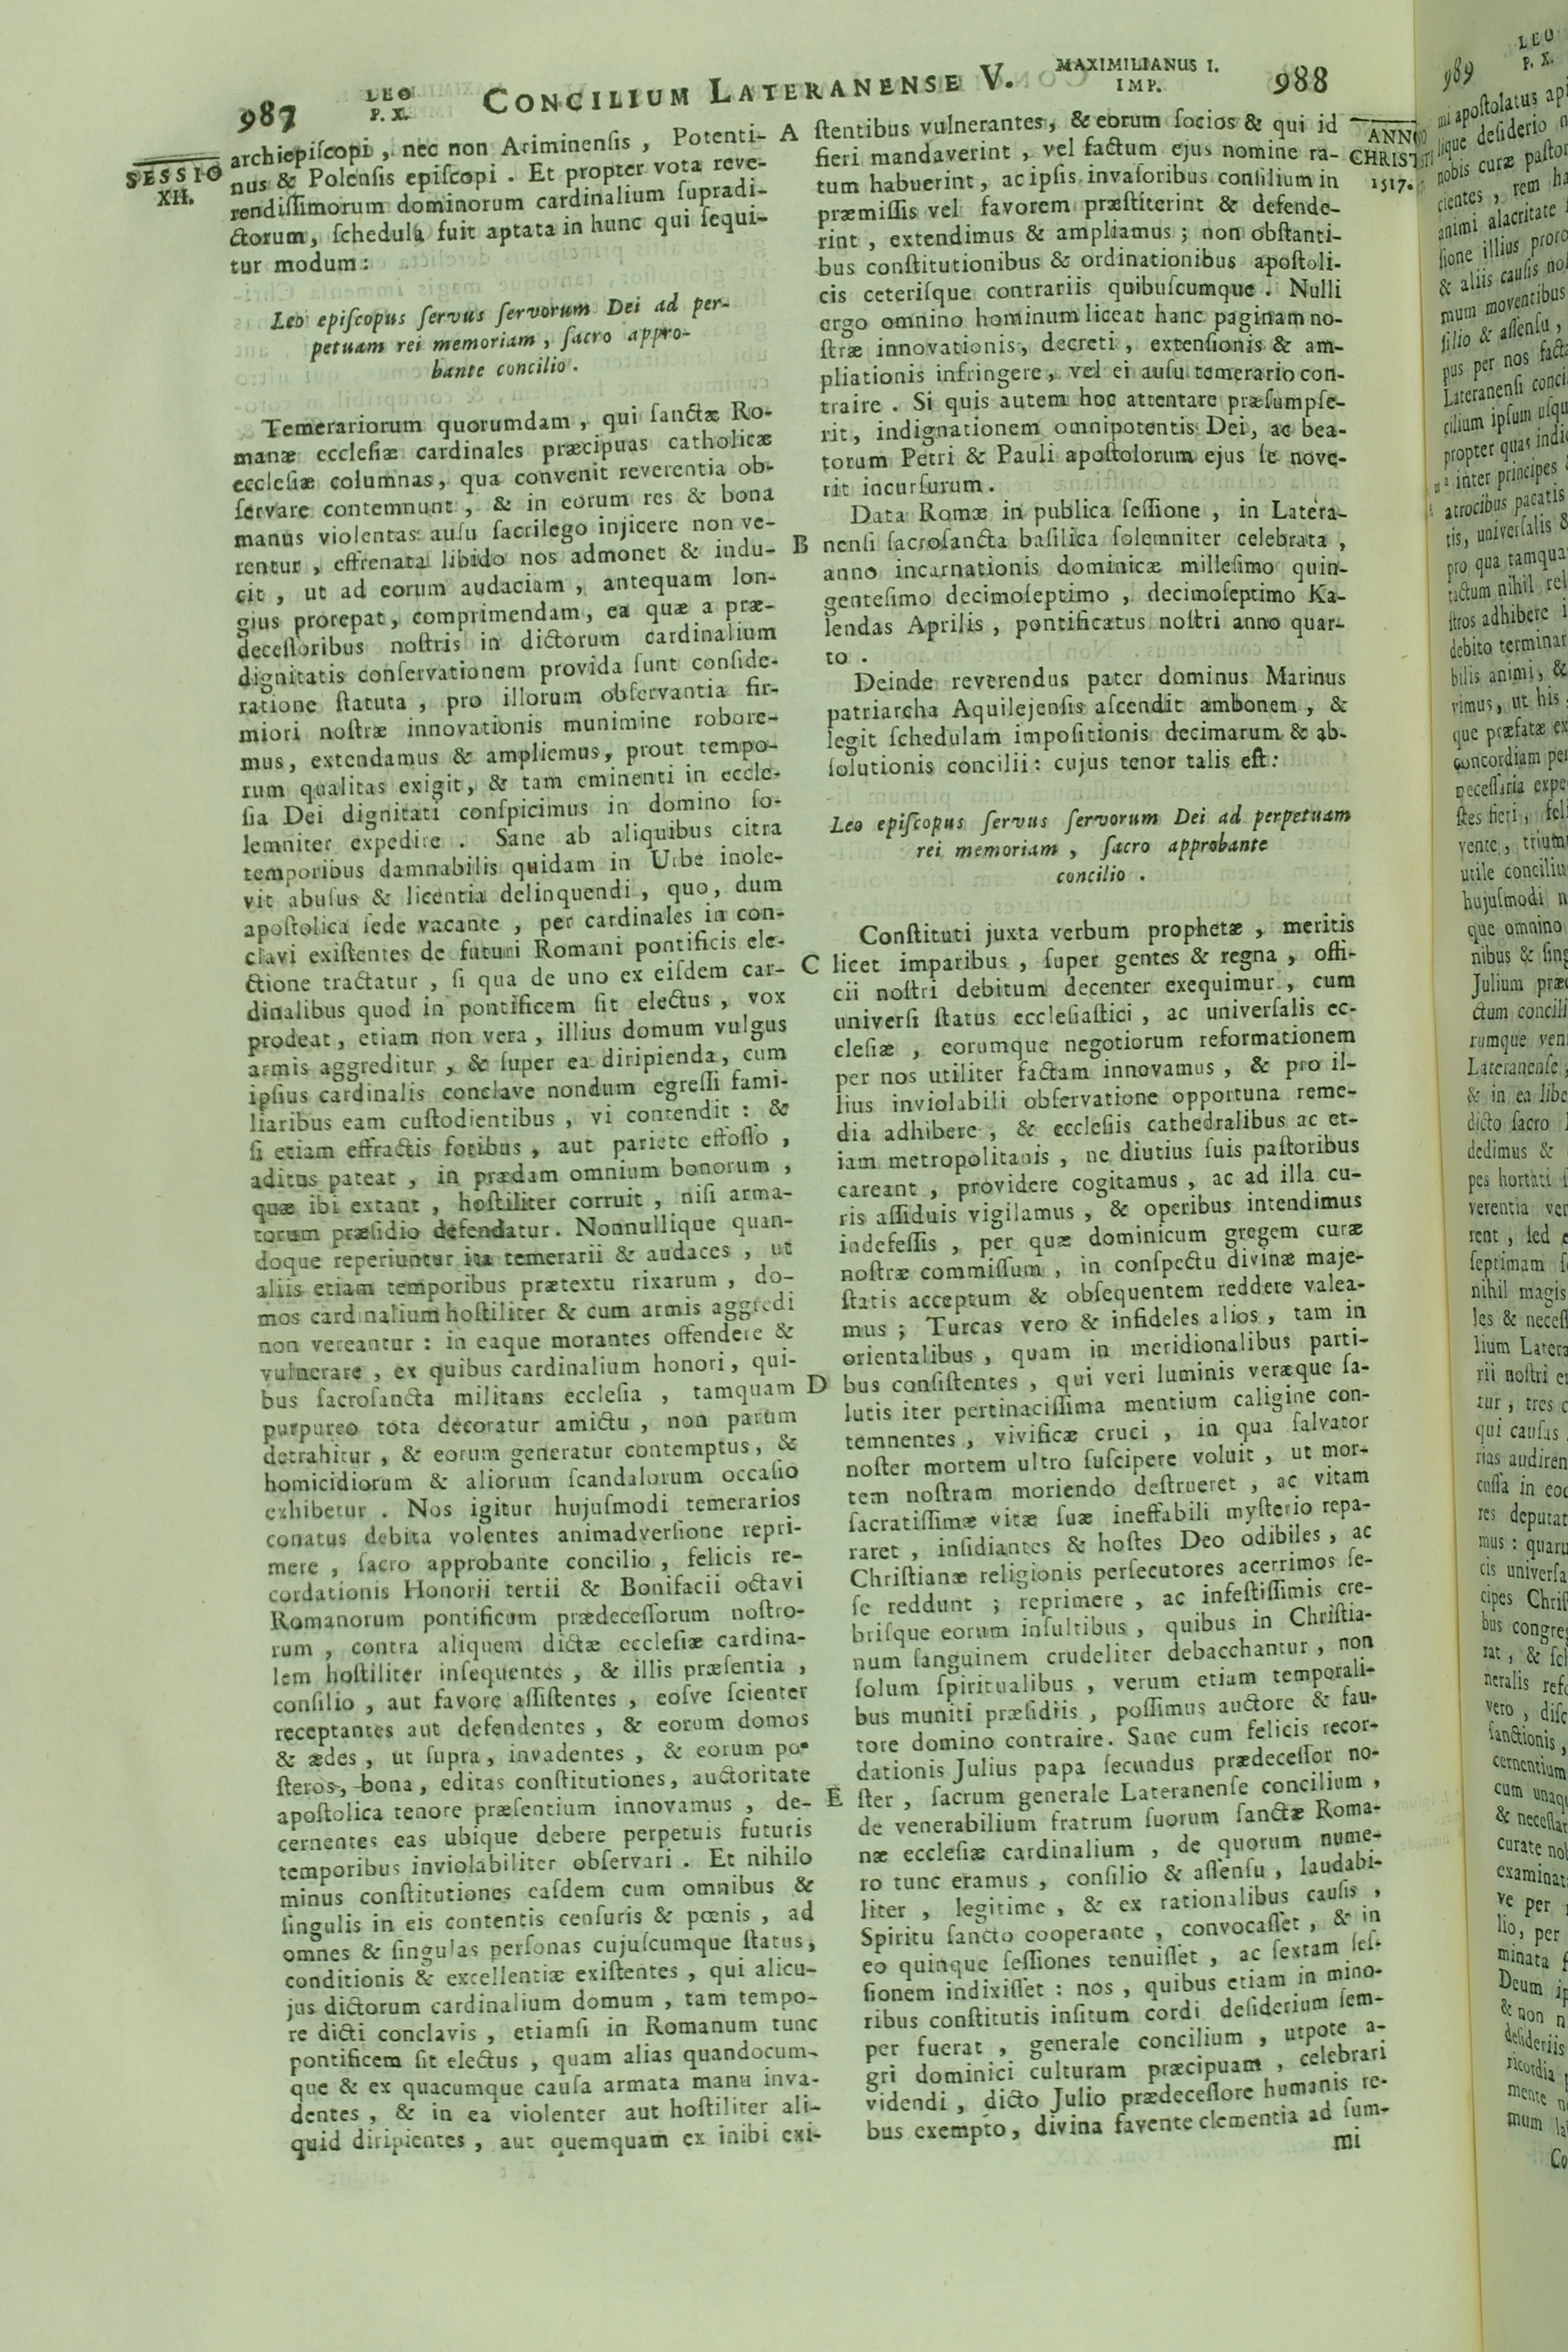 987
LEO
P. X.
CONCILIUM LATERANENSE V.
MAXIMILIANUS I.
IMP.
988
SESSIO
XII.
archiepiſcopi, nec non Ariminenſis, Potenti-
nus & Polenſis epiſcopi. Et propter vota reve-
rendiſſimorum dominorum cardinalium ſupradi-
ctorum, ſchedula fuit aptata in hunc qui ſequi-
tur modum:
Leo epiſcopus ſervus ſervorum Dei ad per-
petuam rei memoriam, ſacro appro-
bante concilio.
Temerariorum quorumdam, qui ſanctæ Ro-
manæ eccleſiæ cardinales præcipuas catholicæ
eccleſiæ columnas, qua convenit reverentia ob-
ſervare contemnunt, & in eorum res & bona
manus violentas auſu ſacrilego injicere non ve-
rentur, effrenata libido nos admonet & indu-
cit, ut ad eorum audaciam, antequam lon-
gius prorepat, comprimendam, ea quæ a præ-
deceſſoribus noſtris in dictorum cardinalium
dignitatis conſervationem provida ſunt conſide-
ratione ſtatuta, pro illorum obſervantia fir-
miori noſtræ innovationis munimine robore-
mus, extendamus & ampliemus, prout tempo-
rum qualitas exigit, & tam eminenti in eccle-
ſia Dei dignitati conſpicimus in domino ſo-
lemniter expedire. Sane ab aliquibus citra
temporibus damnabilis quidam in Urbe inole-
vit abuſus & licentia delinquendi, quo, dum
apoſtolica ſede vacante, per cardinales in con-
clavi exiſtentes de futuri Romani pontificis ele-
ctione tractatur, ſi qua de uno ex eiſdem car-
dinalibus quod in pontificem ſit electus, vox
prodeat, etiam non vera, illius domum vulgus
armis aggreditur, & ſuper ea diripienda, cum
ipſius cardinalis conclave nondum egreſſi fami-
liaribus eam cuſtodientibus, vi contendit: &
ſi etiam effractis foribus, aut pariete effoſſo,
aditus pateat, in prædam omnium bonorum,
quæ ibi extant, hoſtiliter corruit, niſi arma-
torum præſidio defendatur. Nonnullique quan-
doque reperiuntur ita temerarii & audaces, ut
aliis etiam temporibus prætextu rixarum, do-
mos cardinalium hoſtiliter & cum armis aggredi
non vereantur: in eaque morantes offendere &
vulnerare, ex quibus cardinalium honori, qui-
bus ſacroſancta militans eccleſia, tamquam
purpureo tota decoratur amictu, non parum
detrahitur, & eorum generatur contemptus, &
homicidiorum & aliorum ſcandalorum occaſio
exhibetur. Nos igitur hujuſmodi temerarios
conatus debita volentes animadverſione repri-
mere, ſacro approbante concilio, felicis re-
cordationis Honorii tertii & Bonifacii octavi
Romanorum pontificum prædeceſſorum noſtro-
rum, contra aliquem dictæ eccleſiæ cardina-
lem hoſtiliter inſequentes, & illis præſentia,
conſilio, aut favore aſſiſtentes, eoſve ſcienter
receptantes aut defendentes, & eorum domos
& ædes, ut ſupra, invadentes, & eorum po-
ſteros, bona, editas conſtitutiones, auctoritate
apoſtolica tenore præſentium innovamus, de-
cernentes eas ubique debere perpetuis futuris
temporibus inviolabiliter obſervari. Et nihilo
minus conſtitutiones eaſdem cum omnibus &
ſingulis in eis contentis cenſuris & pœnis, ad
omnes & ſingulas perſonas cujuſcumque ſtatus,
conditionis & excellentiæ exiſtentes, qui alicu-
jus dictorum cardinalium domum, tam tempo-
re dicti conclavis, etiamſi in Romanum tunc
pontificem ſit electus, quam alias quandocum-
que & ex quacumque cauſa armata manu inva-
dentes, & in ea violenter aut hoſtiliter ali-
quid diripientes, aut quemquam ex inibi exi-
A
B
C
D
E
ANNO
CHRISTI
1517.
ſtentibus vulnerantes, & eorum ſocios & qui id
fieri mandaverint, vel factum ejus nomine ra-
tum habuerint, ac ipſis invaſoribus conſilium in
præmiſſis vel favorem præſtiterint & defende-
rint, extendimus & ampliamus; non obſtanti-
bus conſtitutionibus & ordinationibus apoſtoli-
cis ceteriſque contrariis quibuſcumque. Nulli
ergo omnino hominum liceat hanc paginam no-
ſtræ innovationis, decreti, extenſionis & am-
pliationis infringere, vel ei auſu temerario con-
traire. Si quis autem hoc attentare præſumpſe-
rit, indignationem omnipotentis Dei, ac bea-
torum Petri & Pauli apoſtolorum ejus ſe nove-
rit incurſurum.
Data Romæ in publica ſeſſione, in Latera-
nenſi ſacroſancta baſilica ſolemniter celebrata,
anno incarnationis dominicæ milleſimo quin-
genteſimo decimoſeptimo, decimoſeptimo Ka-
lendas Aprilis, pontificatus noſtri anno quar-
to.
Deinde reverendus pater dominus Marinus
patriarcha Aquilejenſis aſcendit ambonem, &
legit ſchedulam impoſitionis decimarum & ab-
ſolutionis concilii: cujus tenor talis eſt:
Leo epiſcopus ſervus ſervorum Dei ad perpetuam
rei memoriam, ſacro approbante
concilio.
Conſtituti juxta verbum prophetæ, meritis
licet imparibus, ſuper gentes & regna, offi-
cii noſtri debitum decenter exequimur, cum
univerſi ſtatus eccleſiaſtici, ac univerſalis ec-
cleſiæ, eorumque negotiorum reformationem
per nos utiliter factam innovamus, & pro il-
lius inviolabili obſervatione opportuna reme-
dia adhibere, & eccleſiis cathedralibus ac et-
iam metropolitanis, ne diutius ſuis paſtoribus
careant, providere cogitamus, ac ad illa cu-
ris aſſiduis vigilamus, & operibus intendimus
indefeſſis, per quæ dominicum gregem curæ
noſtræ commiſſum, in conſpectu divinæ maje-
ſtatis acceptum & obſequentem reddere valea-
mus; Turcas vero & infideles alios, tam in
orientalibus, quam in meridionalibus parti-
bus conſiſtentes, qui veri luminis veræque ſa-
lutis iter pertinaciſſima mentium caligine con-
temnentes, vivificæ cruci, in qua ſalvator
noſter mortem ultro ſuſcipere voluit, ut mor-
tem noſtram moriendo deſtrueret, ac vitam
ſacratiſſimæ vitæ ſuæ ineffabili myſterio repa-
raret, inſidiantes & hoſtes Deo odibiles, ac
Chriſtianæ religionis perſecutores acerrimos ſe-
ſe reddunt; reprimere, ac infeſtiſſimis cre-
briſque eorum inſultibus, quibus in Chriſtia-
num ſanguinem crudeliter debacchantur, non
ſolum ſpiritualibus, verum etiam temporali-
bus muniti præſidiis, poſſimus auctore & fau-
tore domino contraire. Sane cum felicis recor-
dationis Julius papa ſecundus prædeceſſor no-
ſter, ſacrum generale Lateranenſe concilium,
de venerabilium fratrum ſuorum ſanctæ Roma-
næ eccleſiæ cardinalium, de quorum nume-
ro tunc eramus, conſilio & aſſenſu, laudabi-
liter, legitime, & ex rationalibus cauſis,
Spiritu ſancto cooperante, convocaſſet, & in
eo quinque ſeſſiones tenuiſſet, ac ſextam ſeſ-
ſionem indixiſſet: nos, quibus etiam in mino-
ribus conſtitutis inſitum cordi deſiderium ſem-
per fuerat, generale concilium, utpote a-
gri dominici culturam præcipuam, celebrari
videndi, dicto Julio prædeceſſore humanis re-
bus exempto, divina favente clementia ad ſum-
mi
989
LEO
P. X.